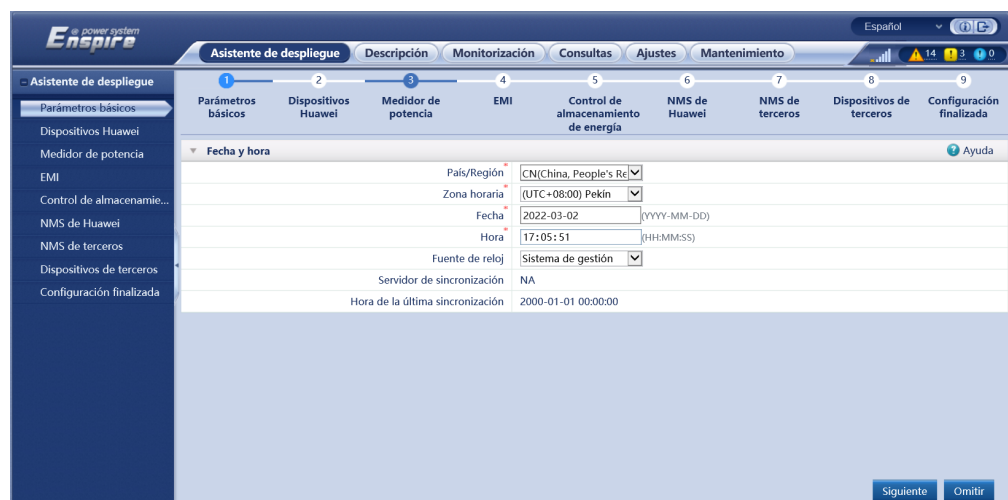 e power system
Enspire
Español
Asistente de despliegue Descripción Monitorización Consultas Ajustes Mantenimiento
14 3 0
Asistente de despliegue
Parámetros básicos
Dispositivos Huawei
Medidor de potencia
EMI
Control de almacenamie...
NMS de Huawei
NMS de terceros
Dispositivos de terceros
Configuración finalizada
1 2 3 4 5 6 7 8 9
Parámetros básicos
Dispositivos Huawei
Medidor de potencia
EMI
Control de almacenamiento de energía
NMS de Huawei
NMS de terceros
Dispositivos de terceros
Configuración finalizada
Fecha y hora
Ayuda
País/Región * CN(China, People's Re
Zona horaria * (UTC+08:00) Pekín
Fecha * 2022-03-02 (YYYY-MM-DD)
Hora * 17:05:51 (HH:MM:SS)
Fuente de reloj Sistema de gestión
Servidor de sincronización NA
Hora de la última sincronización 2000-01-01 00:00:00
Siguiente Omitir